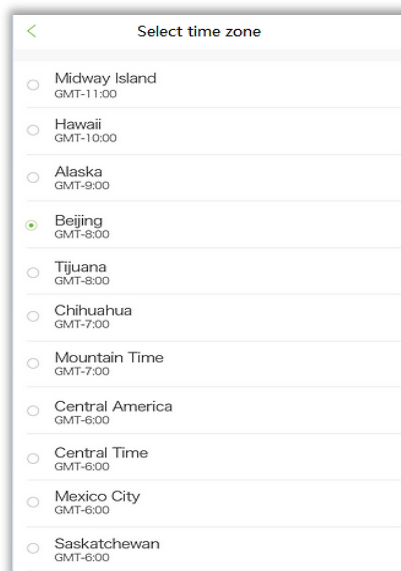 Select time zone
Midway Island
GMT-11:00
Hawaii
GMT-10:00
Alaska
GMT-9:00
Beijing
GMT-8:00
Tijuana
GMT-8:00
Chihuahua
GMT-7:00
Mountain Time
GMT-7:00
Central America
GMT-6:00
Central Time
GMT-6:00
Mexico City
GMT-6:00
Saskatchewan
GMT-6:00